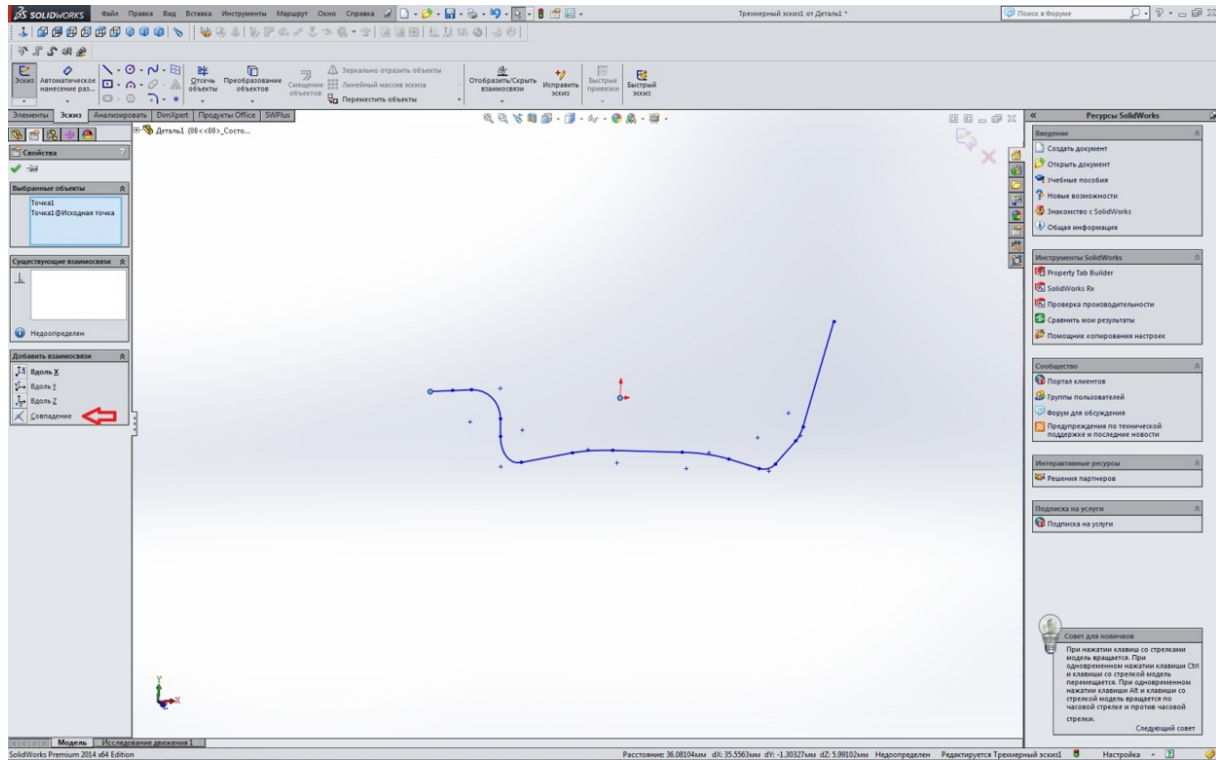 SOLIDWORKS Файл Правка Вид Вставка Инструменты Маршрут Окно Справка
Трехмерный эскиз1 от Деталь1 *
Поиск в Форуме
Эскиз
Автоматическое нанесение раз...
Отсечь объекты
Преобразование объектов
Смещение объектов
Зеркально отразить объекты
Линейный массив эскиза
Переместить объекты
Отобразить/Скрыть взаимосвязи
Исправить эскиз
Быстрые привязки
Быстрый эскиз
Элементы Эскиз Анализировать DimXpert Продукты Office SWPlus
Деталь1 (00<<00>_Состо...
Свойства ?
Выбранные объекты
Точка1
Точка1@Исходная точка
Существующие взаимосвязи
Недоопределен
Добавить взаимосвязи
Вдоль X
Вдоль Y
Вдоль Z
Совпадение
Y
X
Ресурсы SolidWorks
Введение
Создать документ
Открыть документ
Учебные пособия
Новые возможности
Знакомство с SolidWorks
Общая информация
Инструменты SolidWorks
Property Tab Builder
SolidWorks Rx
Проверка производительности
Сравнить мои результаты
Помощник копирования настроек
Сообщество
Портал клиентов
Группы пользователей
Форум для обсуждения
Предупреждения по технической
поддержке и последние новости
Интерактивные ресурсы
Решения партнеров
Подписка на услуги
Подписка на услуги
Совет для новичков
При нажатии клавиш со стрелками
модель вращается. При
одновременном нажатии клавиши Ctrl
и клавиши со стрелкой модель
перемещается. При одновременном
нажатии клавиши Alt и клавиши со
стрелкой модель вращается по
часовой стрелке и против часовой
стрелки.
Следующий совет
Модель Исследование движения 1
SolidWorks Premium 2014 x64 Edition
Расстояние: 36.08104мм dX: 35.5563мм dY: -1.30327мм dZ: 5.99102мм Недоопределен Редактируется Трехмерный эскиз1 Настройка